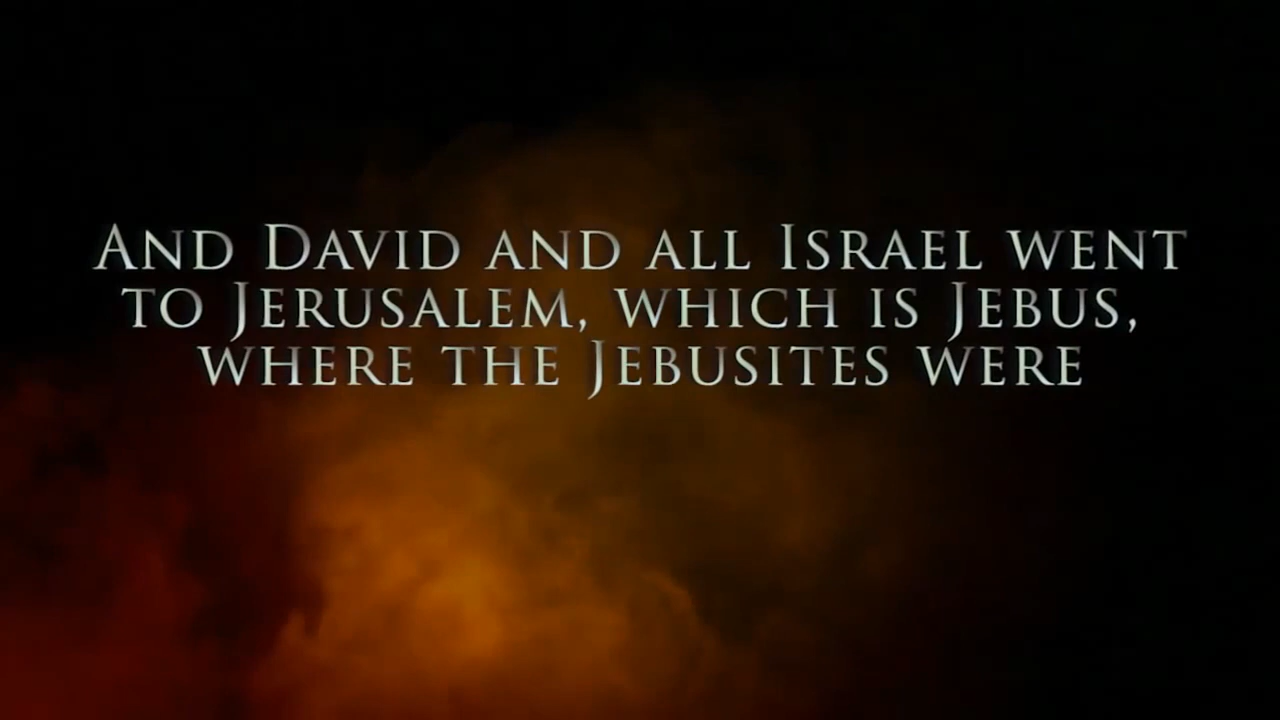 And David and all Israel went
to Jerusalem, which is Jebus,
where the Jebusites were